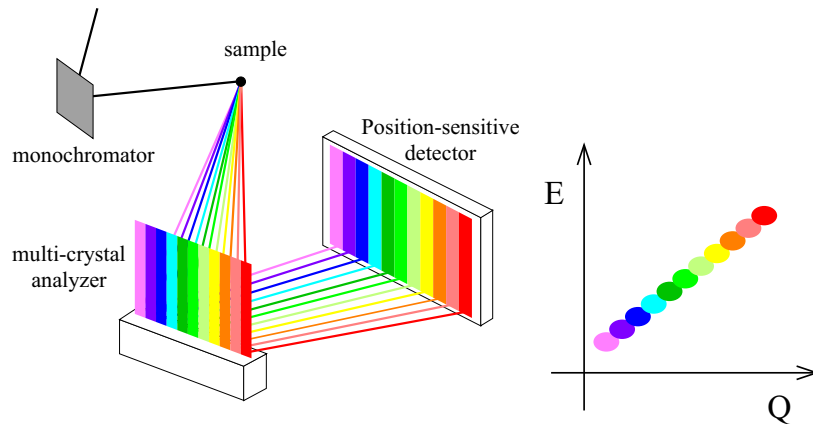 sample
monochromator
Position-sensitive
detector
multi-crystal
analyzer
E
Q